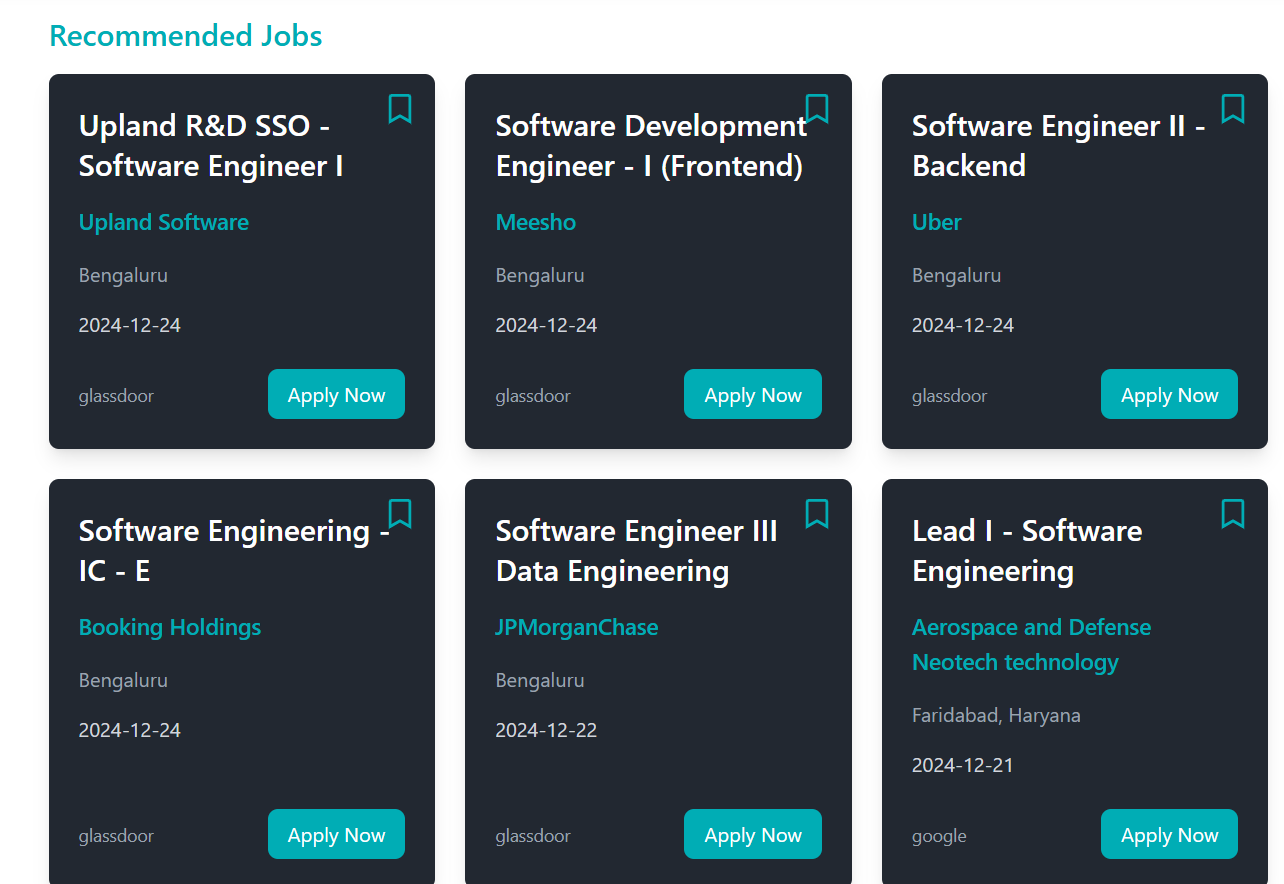 Recommended Jobs
Upland R&D SSO -
Software Engineer I
Upland Software
Bengaluru
2024-12-24
glassdoor
Apply Now
Software Development
Engineer - I (Frontend)
Meesho
Bengaluru
2024-12-24
glassdoor
Apply Now
Software Engineer II -
Backend
Uber
Bengaluru
2024-12-24
glassdoor
Apply Now
Software Engineering -
IC - E
Booking Holdings
Bengaluru
2024-12-24
glassdoor
Apply Now
Software Engineer III
Data Engineering
JPMorganChase
Bengaluru
2024-12-22
glassdoor
Apply Now
Lead I - Software
Engineering
Aerospace and Defense
Neotech technology
Faridabad, Haryana
2024-12-21
google
Apply Now